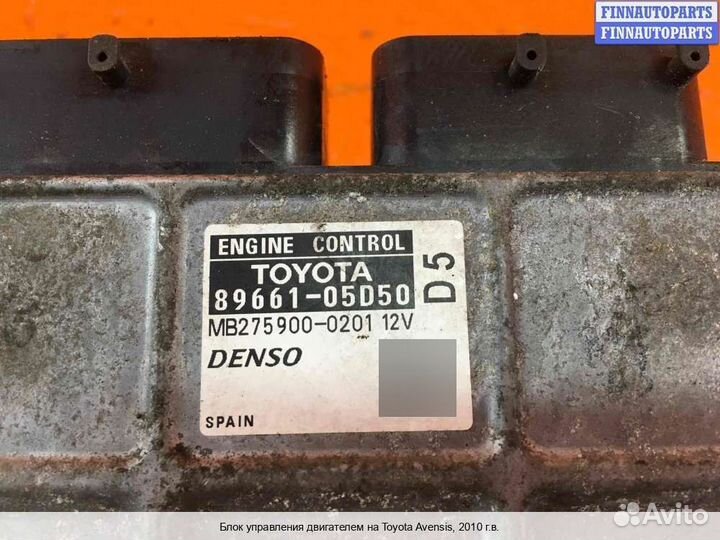 FINNAUTOPARTS
FINNAUTOPARTS
ENGINE CONTROL
TOYOTA
89661-05D50
D5
MB275900-0201 12V
DENSO
SPAIN
Avito
Блок управления двигателем на Toyota Avensis, 2010 г.в.